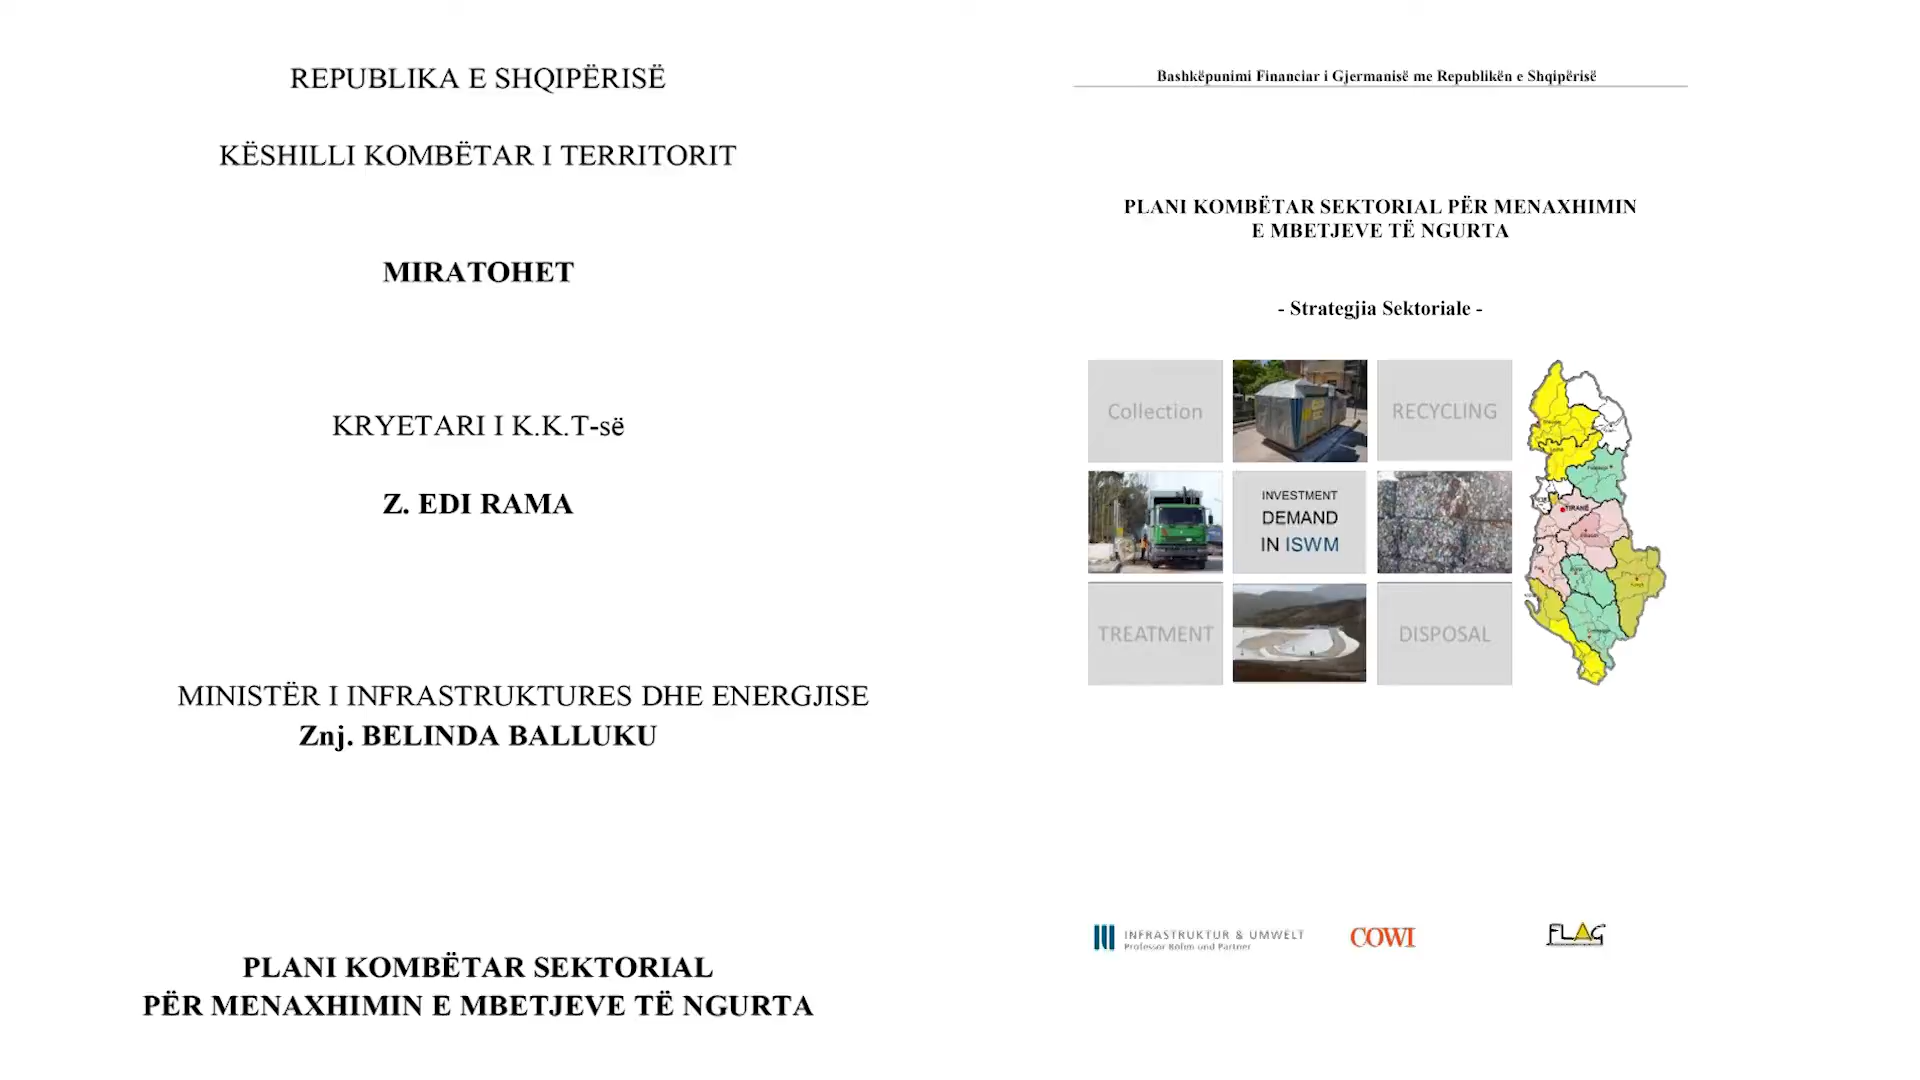 REPUBLIKA E SHQIPËRISË
KËSHILLI KOMBËTAR I TERRITORIT
MIRATOHET
KRYETARI I K.K.T-së
Z. EDI RAMA
MINISTËR I INFRASTRUKTURES DHE ENERGJISE
Znj. BELINDA BALLUKU
PLANI KOMBËTAR SEKTORIAL
PËR MENAXHIMIN E MBETJEVE TË NGURTA
Bashkëpunimi Financiar i Gjermanisë me Republikën e Shqipërisë
PLANI KOMBËTAR SEKTORIAL PËR MENAXHIMIN
E MBETJEVE TË NGURTA
- Strategjia Sektoriale -
Collection
RECYCLING
INVESTMENT
DEMAND
IN ISWM
TREATMENT
DISPOSAL
TIRANË
INFRASTRUKTUR & UMWELT
Professor Böhm und Partner
COWI
FLAG